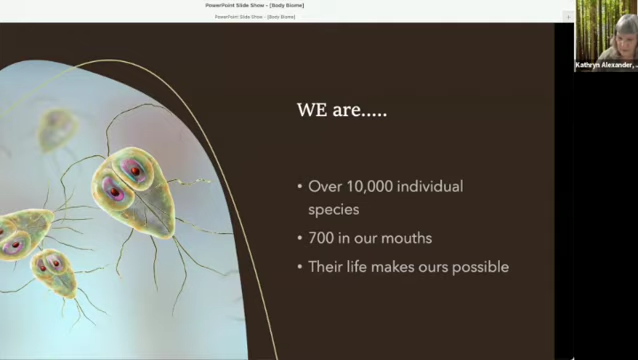 PowerPoint Slide Show - [Body Biome]
PowerPoint Slide Show - [Body Biome]
Kathryn Alexander, ...
WE are.....
• Over 10,000 individual
species
• 700 in our mouths
• Their life makes ours possible